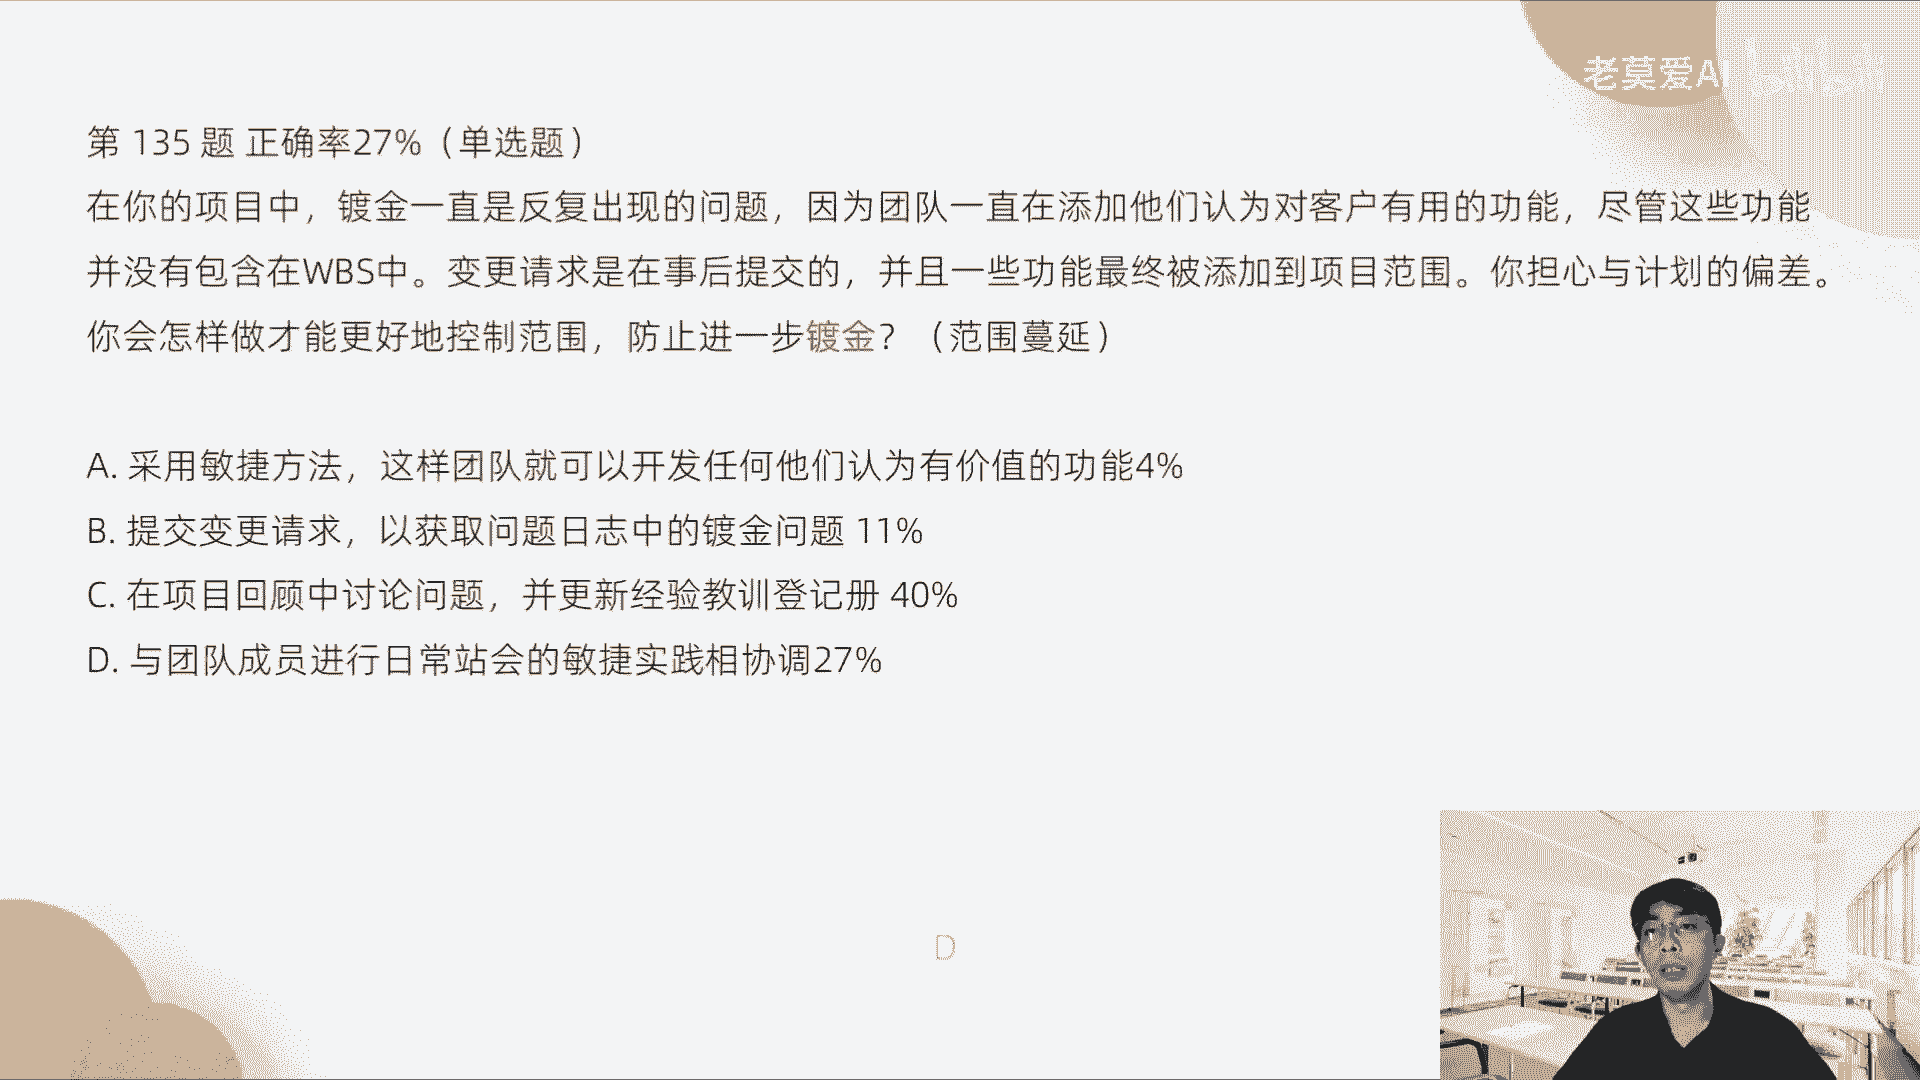 老莫爱AI
第 135 题 正确率27%（单选题）
在你的项目中，镀金一直是反复出现的问题，因为团队一直在添加他们认为对客户有用的功能，尽管这些功能
并没有包含在WBS中。变更请求是在事后提交的，并且一些功能最终被添加到项目范围。你担心与计划的偏差。
你会怎样做才能更好地控制范围，防止进一步镀金？（范围蔓延）
A. 采用敏捷方法，这样团队就可以开发任何他们认为有价值的功能4%
B. 提交变更请求，以获取问题日志中的镀金问题 11%
C. 在项目回顾中讨论问题，并更新经验教训登记册 40%
D. 与团队成员进行日常站会的敏捷实践相协调27%
D